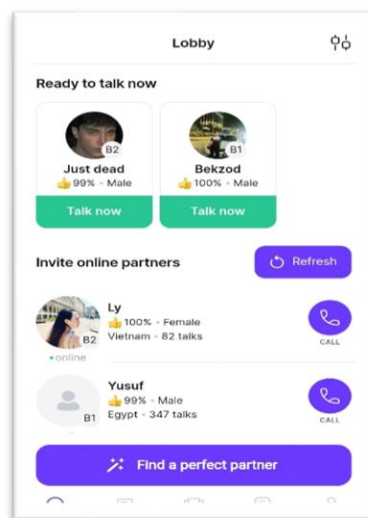 Lobby
Ready to talk now
B2
B1
Just dead
Bekzod
👍99% • Male
👍100% • Male
Talk now
Talk now
Invite online partners
Refresh
Ly
👍100% • Female
B2
Vietnam • 82 talks
CALL
•online
Yusuf
👍99% • Male
B1
Egypt • 347 talks
CALL
Find a perfect partner